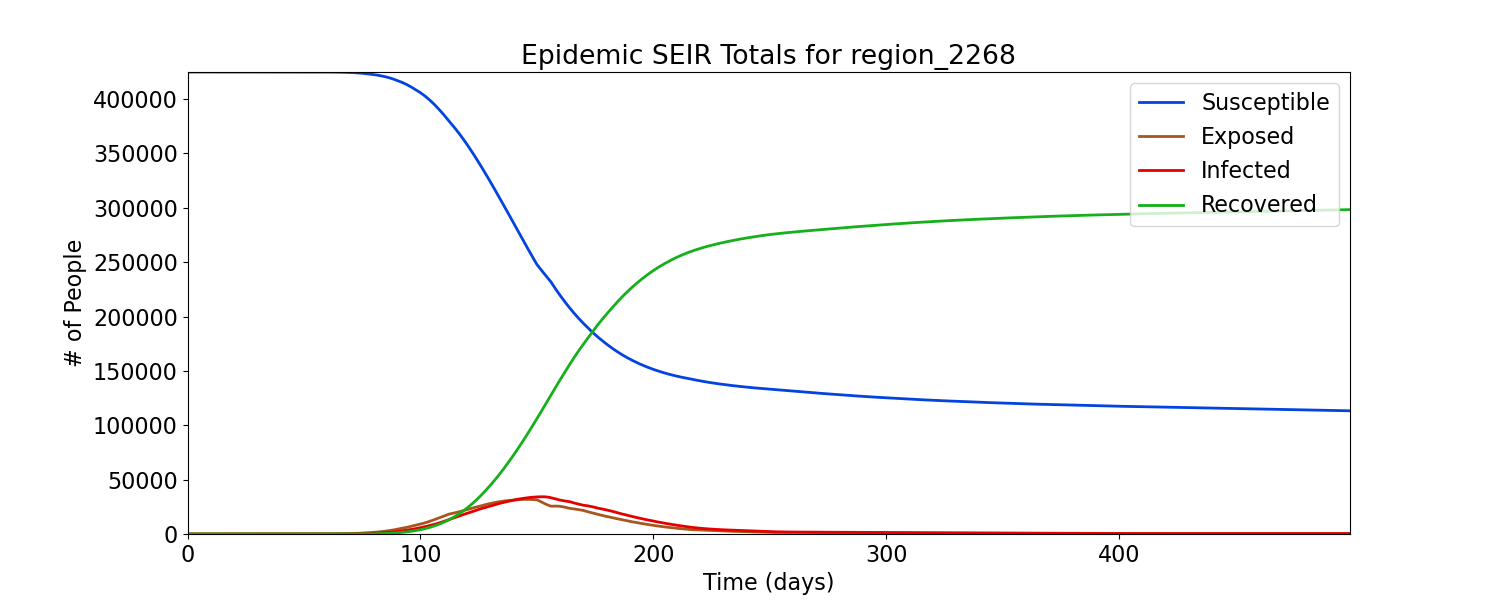 Epidemic SEIR Totals for region_2268
# of People
400000
350000
300000
250000
200000
150000
100000
50000
0
Susceptible
Exposed
Infected
Recovered
0 100 200 300 400
Time (days)